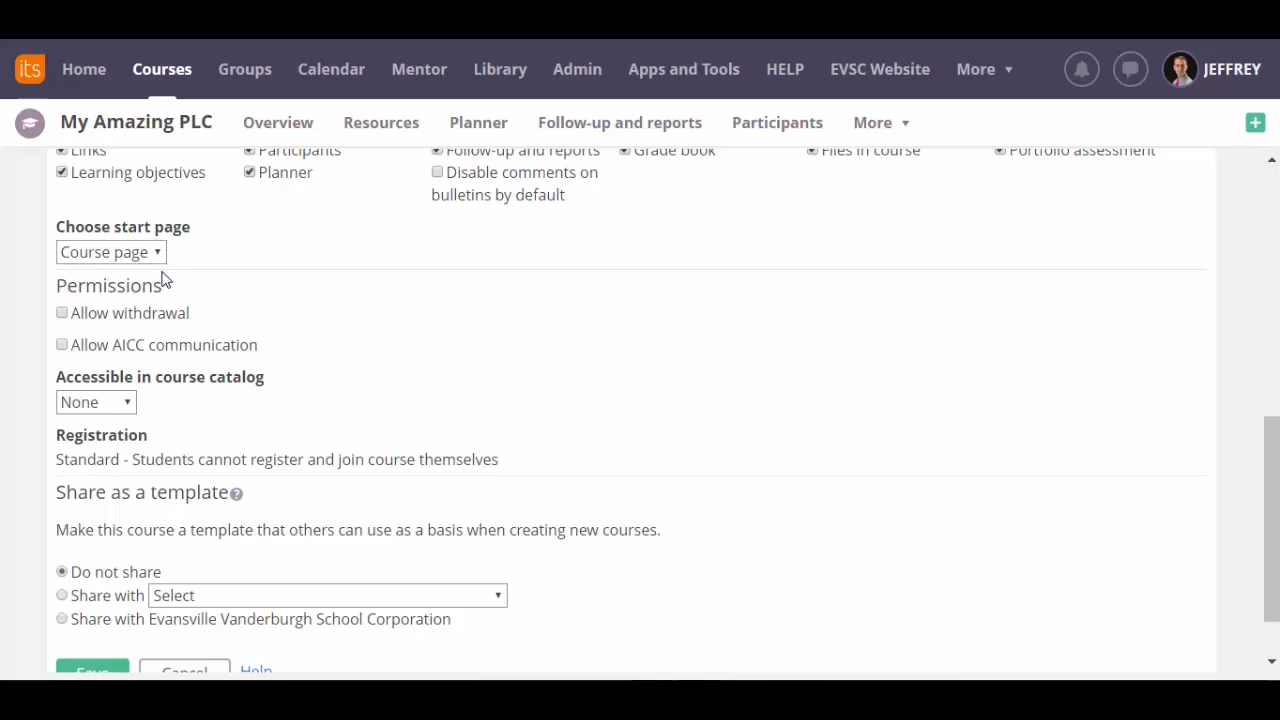 its Home Courses Groups Calendar Mentor Library Admin Apps and Tools HELP EVSC Website More JEFFREY
My Amazing PLC Overview Resources Planner Follow-up and reports Participants More
Links Participants Follow-up and reports Grade book Files in course Portfolio assessment
Learning objectives Planner Disable comments on
bulletins by default
Choose start page
Course page
Permissions
Allow withdrawal
Allow AICC communication
Accessible in course catalog
None
Registration
Standard - Students cannot register and join course themselves
Share as a template
Make this course a template that others can use as a basis when creating new courses.
Do not share
Share with Select
Share with Evansville Vanderburgh School Corporation
Save Cancel Help